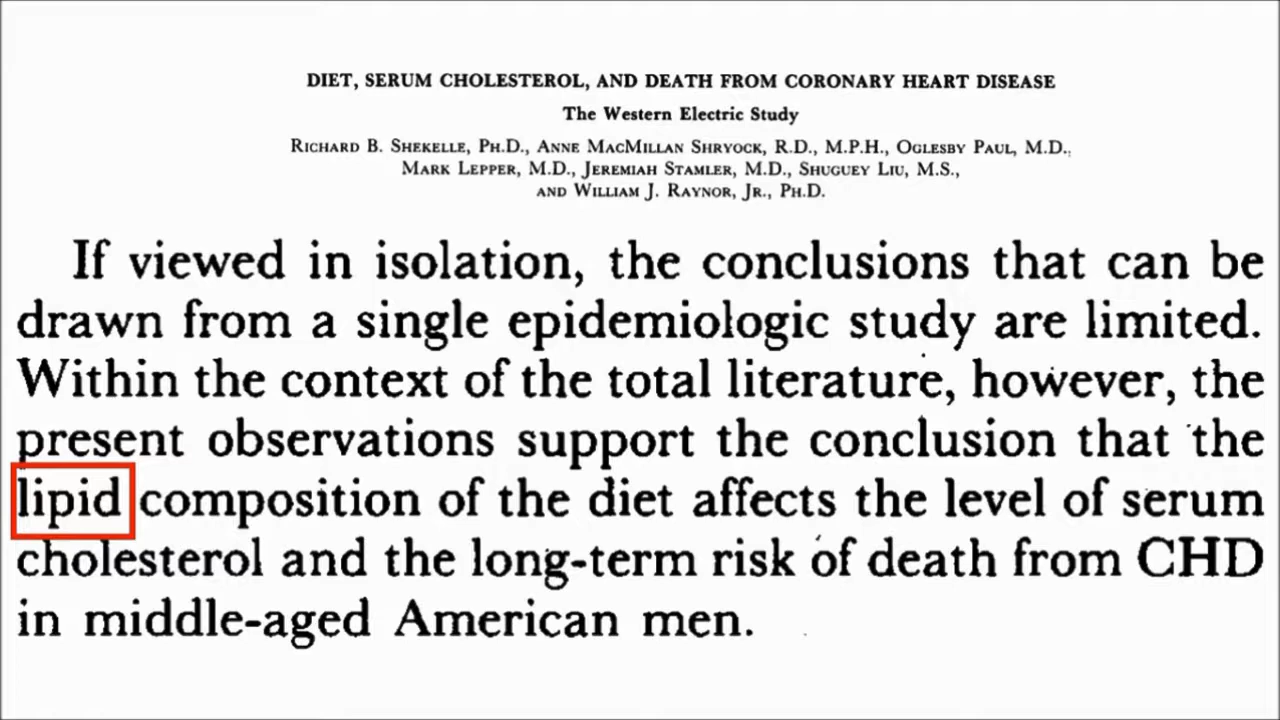 DIET, SERUM CHOLESTEROL, AND DEATH FROM CORONARY HEART DISEASE
The Western Electric Study
RICHARD B. SHEKELLE, PH.D., ANNE MACMILLAN SHRYOCK, R.D., M.P.H., OGLESBY PAUL, M.D.,
MARK LEPPER, M.D., JEREMIAH STAMLER, M.D., SHUGUEY LIU, M.S.,
AND WILLIAM J. RAYNOR, JR., PH.D.
If viewed in isolation, the conclusions that can be
drawn from a single epidemiologic study are limited.
Within the context of the total literature, however, the
present observations support the conclusion that the
lipid composition of the diet affects the level of serum
cholesterol and the long-term risk of death from CHD
in middle-aged American men.